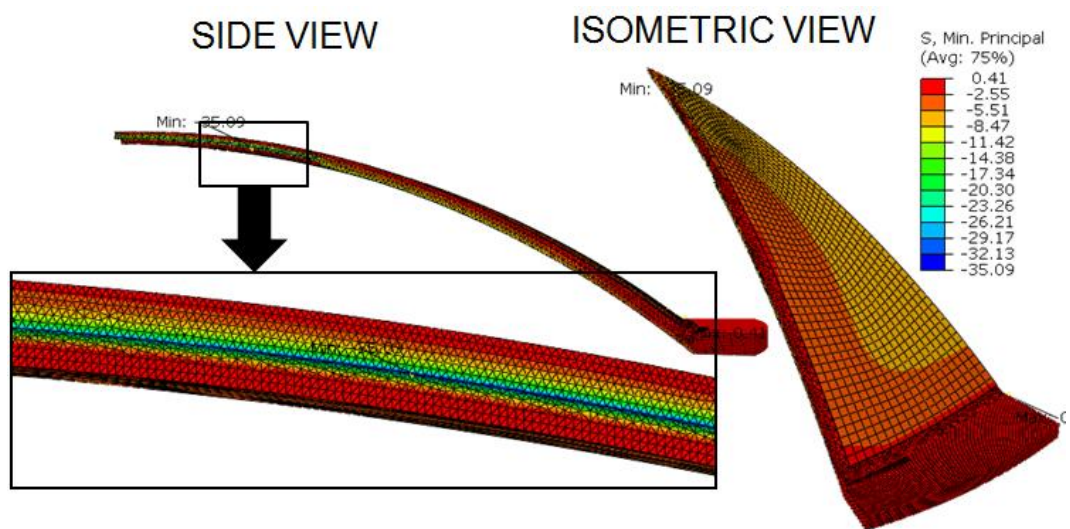 SIDE VIEW
ISOMETRIC VIEW
S, Min. Principal
(Avg: 75%)
0.41
-2.55
-5.51
-8.47
-11.42
-14.38
-17.34
-20.30
-23.26
-26.21
-29.17
-32.13
-35.09
Min: -35.09
Min:
Min: -35.09